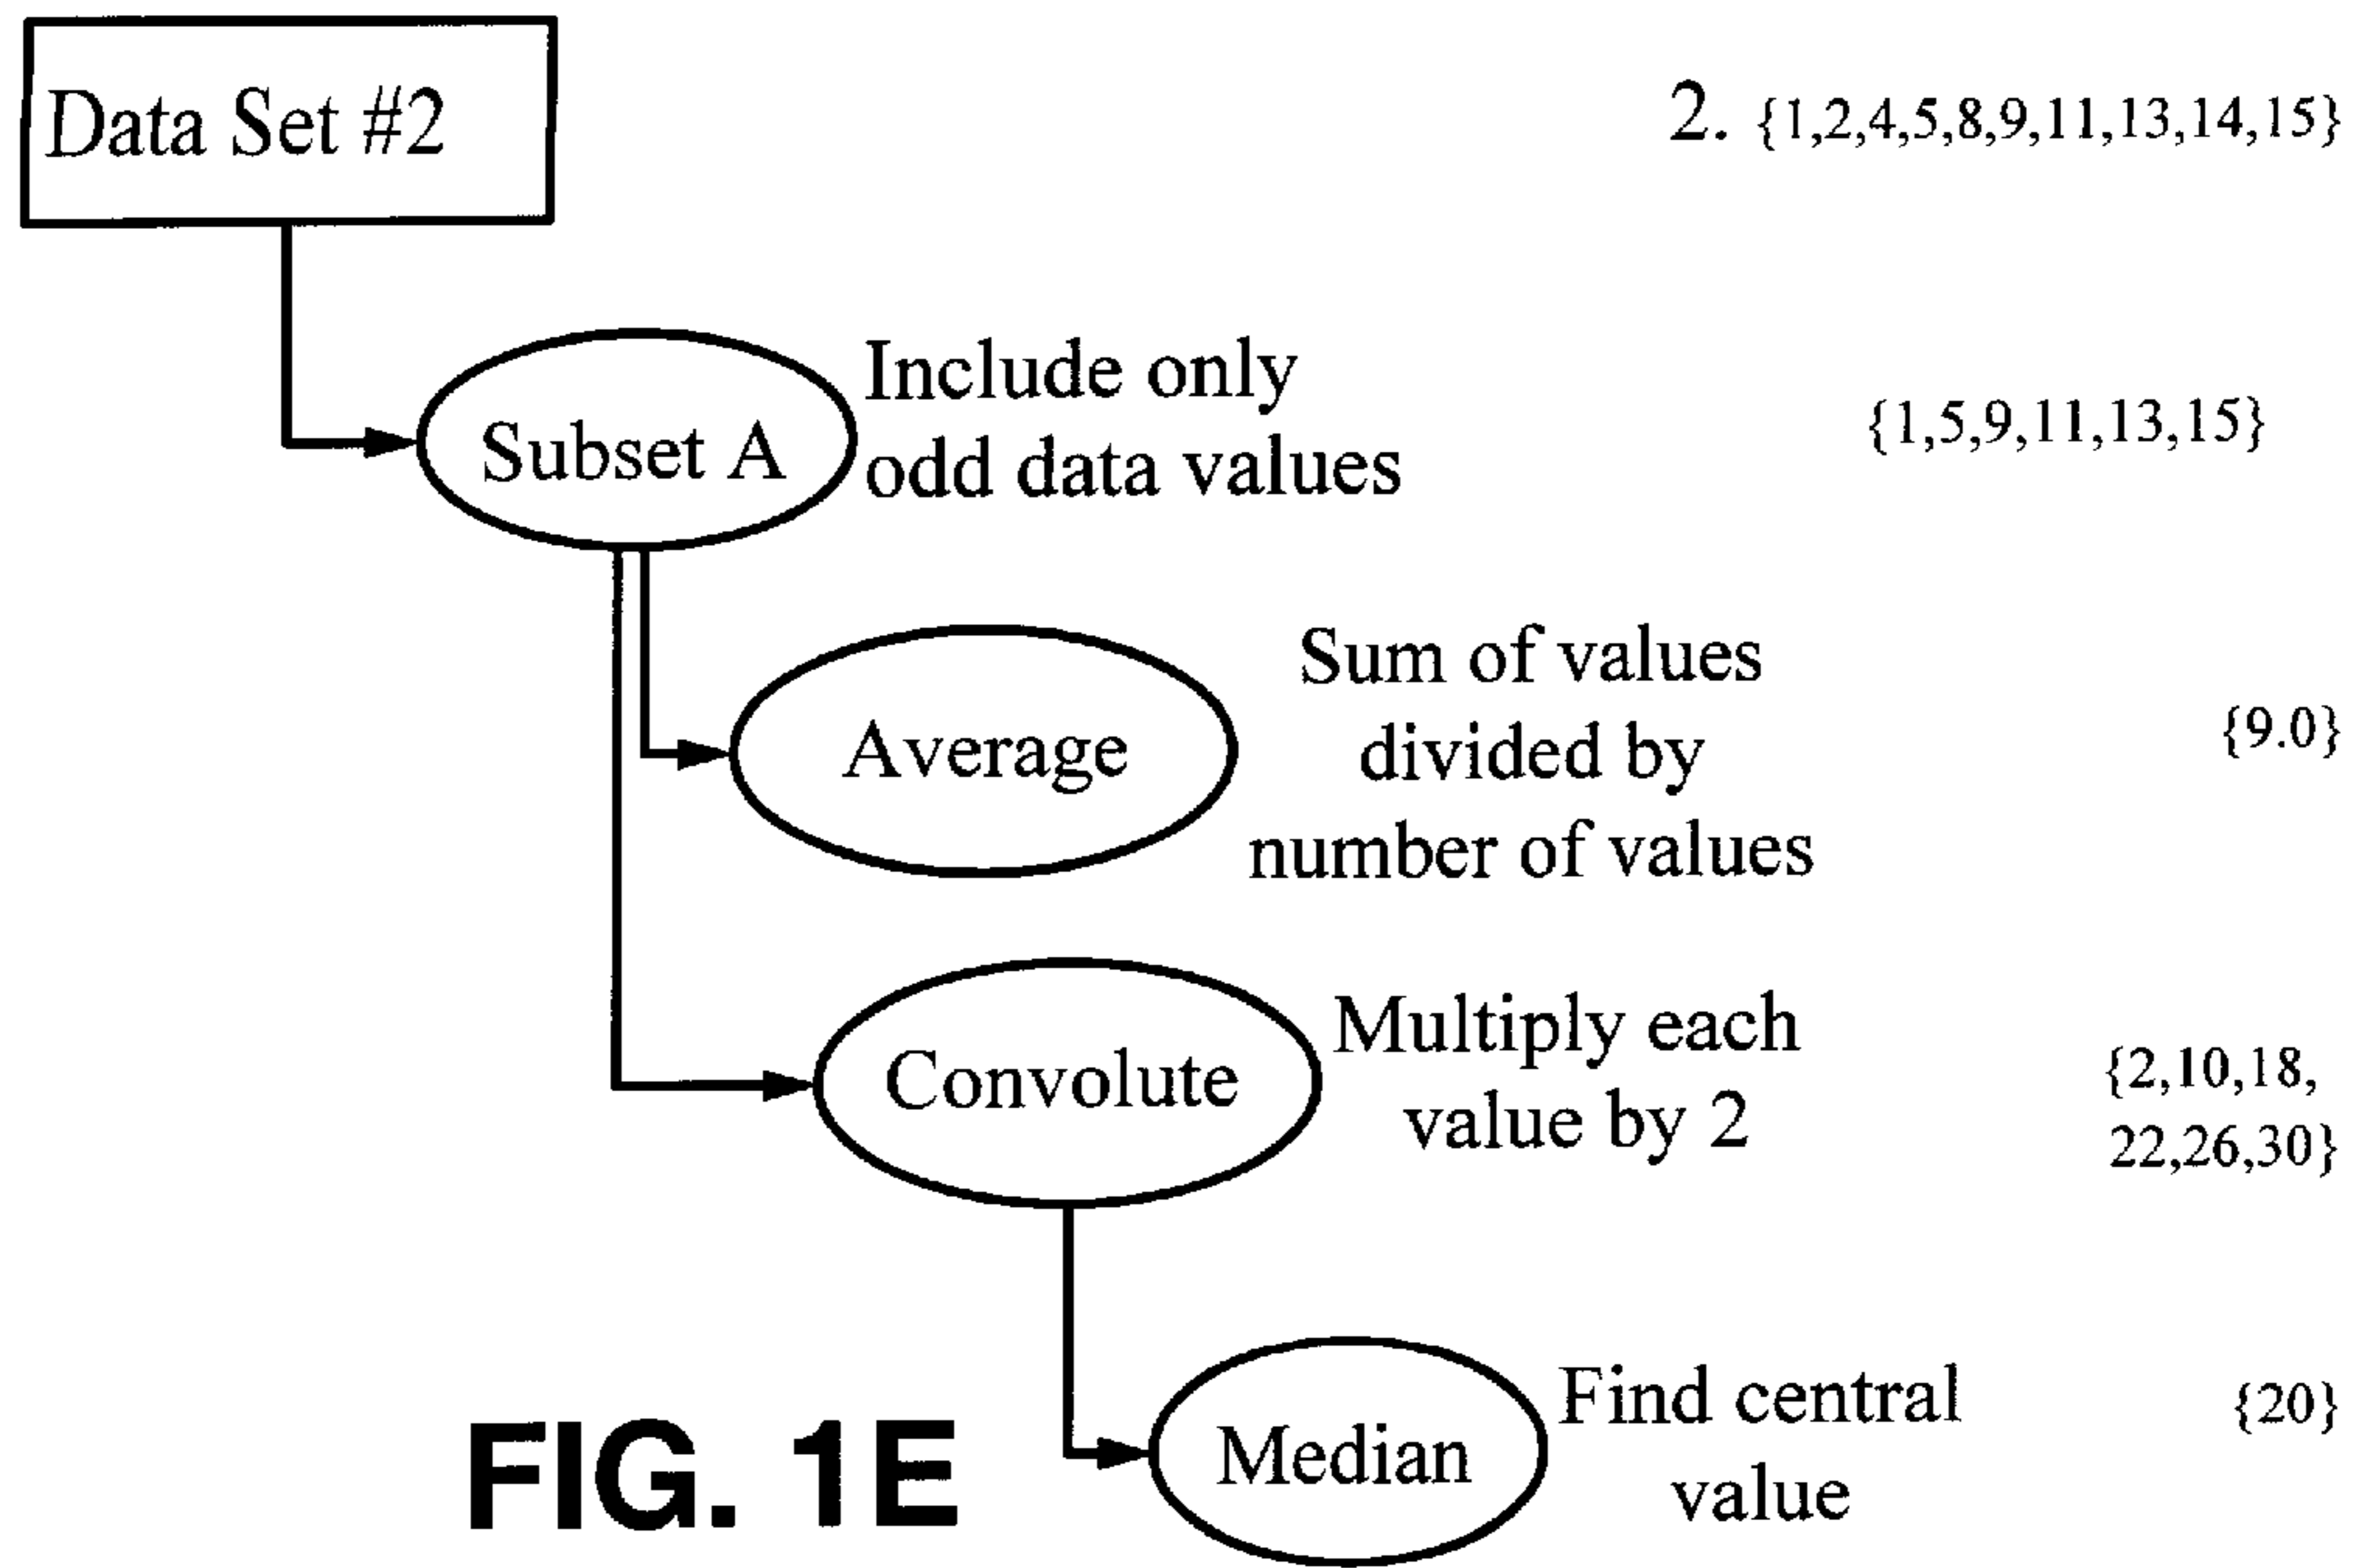 Data Set #2
2. {1,2,4,5,8,9,11,13,14,15}
Subset A
Include only
odd data values
{1,5,9,11,13,15}
Average
Sum of values
divided by
number of values
{9.0}
Convolute
Multiply each
value by 2
{2,10,18,
22,26,30}
Median
Find central
value
{20}
FIG. 1E